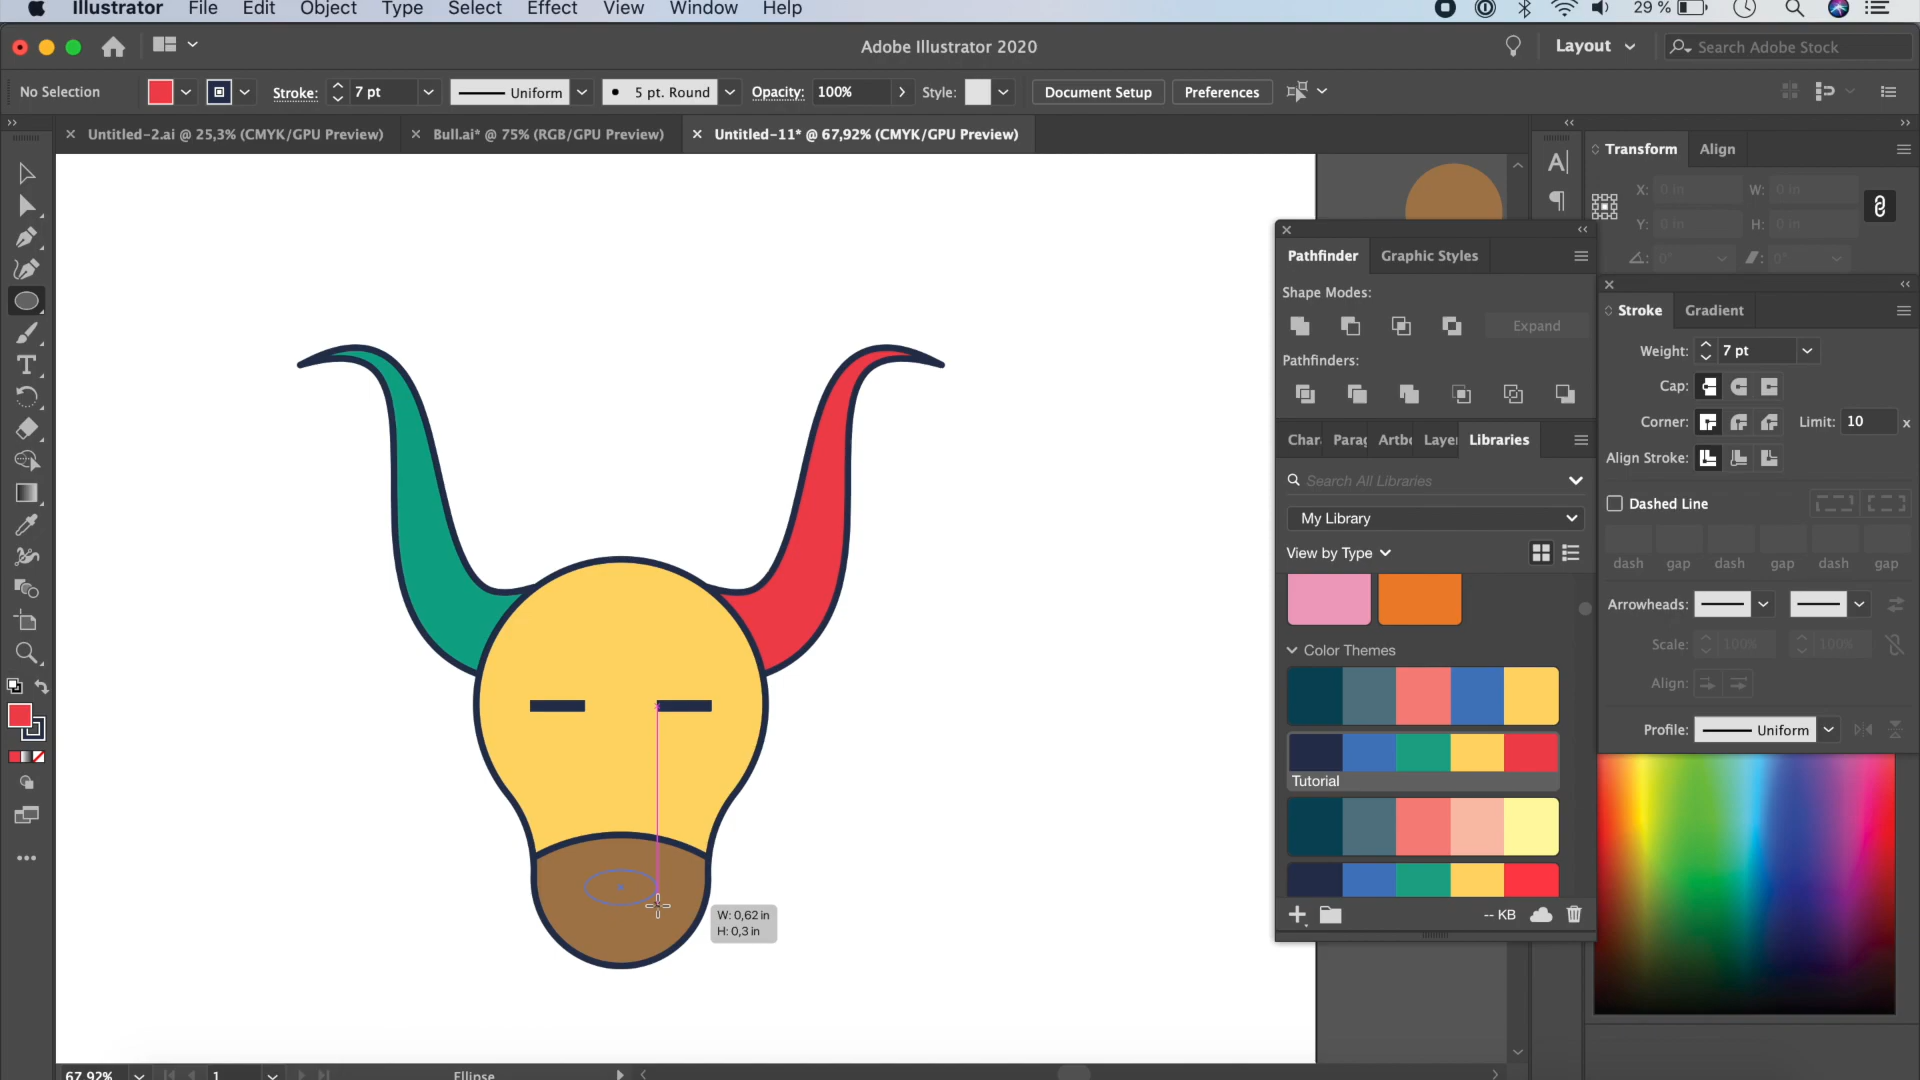 Illustrator File Edit Object Type Select Effect View Window Help 29 %
Adobe Illustrator 2020 Layout Search Adobe Stock
No Selection Stroke: 7 pt Uniform 5 pt. Round Opacity: 100% Style: Document Setup Preferences
Untitled-2.ai @ 25,3% (CMYK/GPU Preview) Bull.ai* @ 75% (RGB/GPU Preview) Untitled-11* @ 67,92% (CMYK/GPU Preview)
Transform Align
X: 0 in W: 0 in
Y: 0 in H: 0 in
0° 0°
Pathfinder Graphic Styles
Shape Modes:
Expand
Pathfinders:
Stroke Gradient
Weight: 7 pt
Cap:
Corner: Limit: 10 x
Align Stroke:
Dashed Line
dash gap dash gap dash gap
Arrowheads:
Scale: 100% 100%
Align:
Profile: Uniform
Char Parag Artb Layer Libraries
Search All Libraries
My Library
View by Type
Color Themes
Tutorial
-- KB
W: 0,62 in
H: 0,3 in
67,92% 1 Ellipse